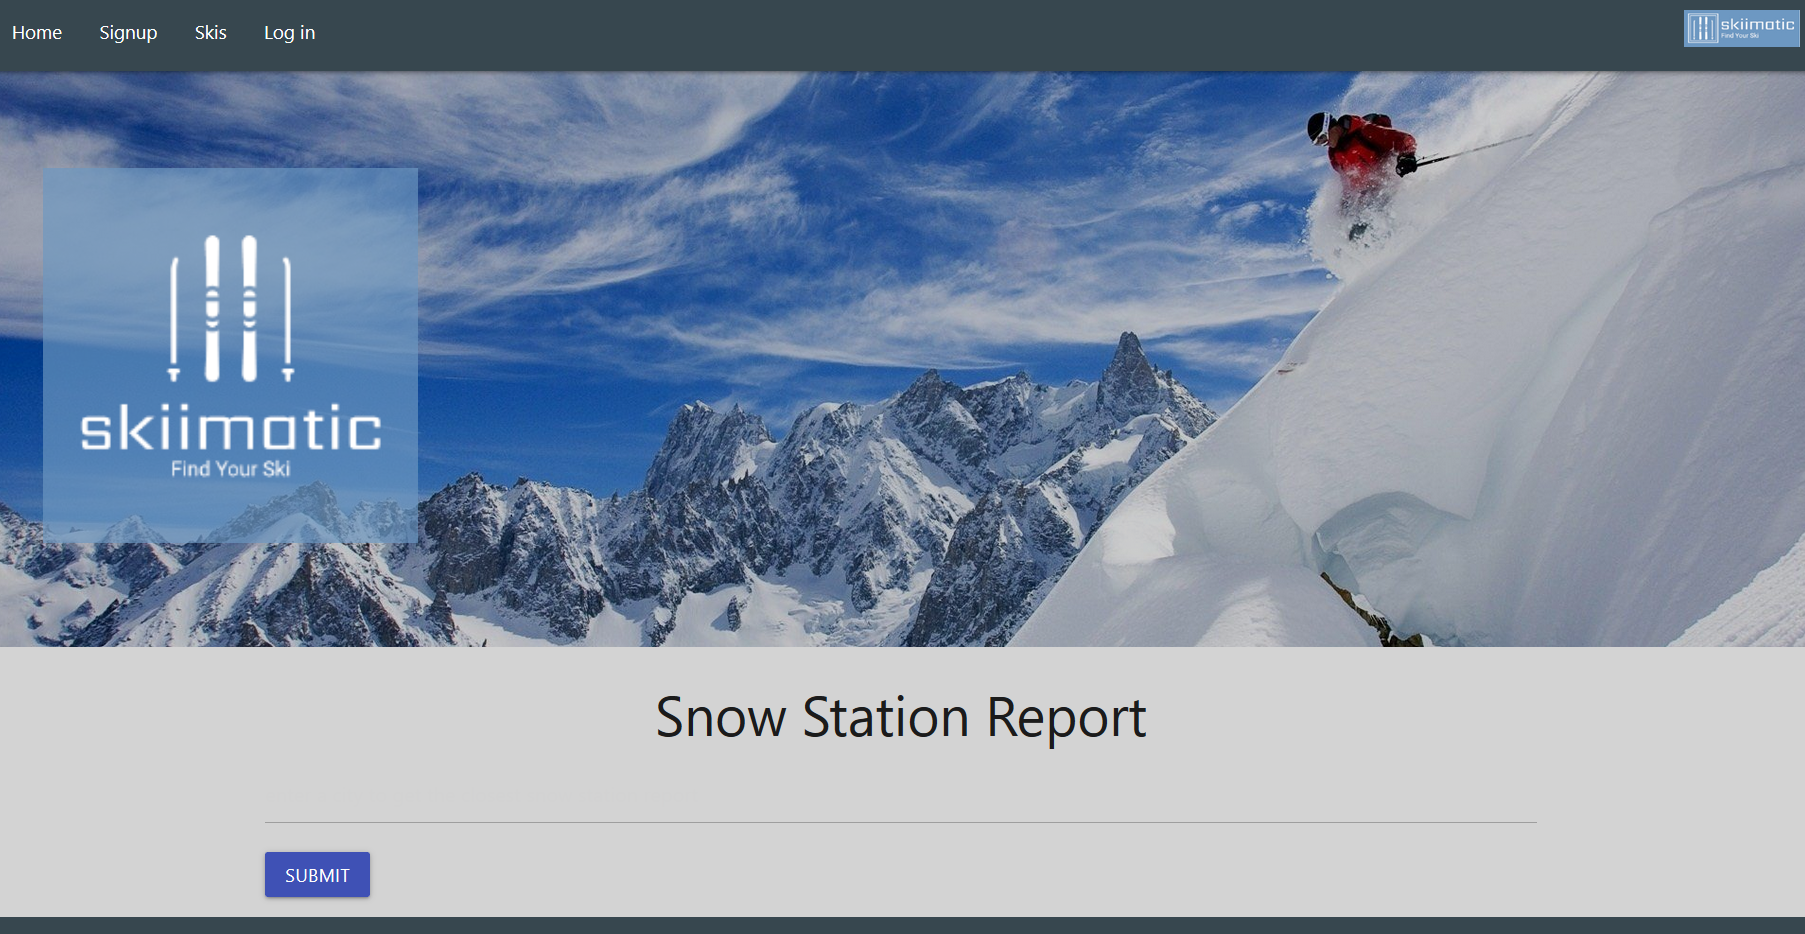 Home
Signup
Skis
Log in
skiimatic
Find Your Ski
skiimatic
Find Your Ski
Snow Station Report
SUBMIT